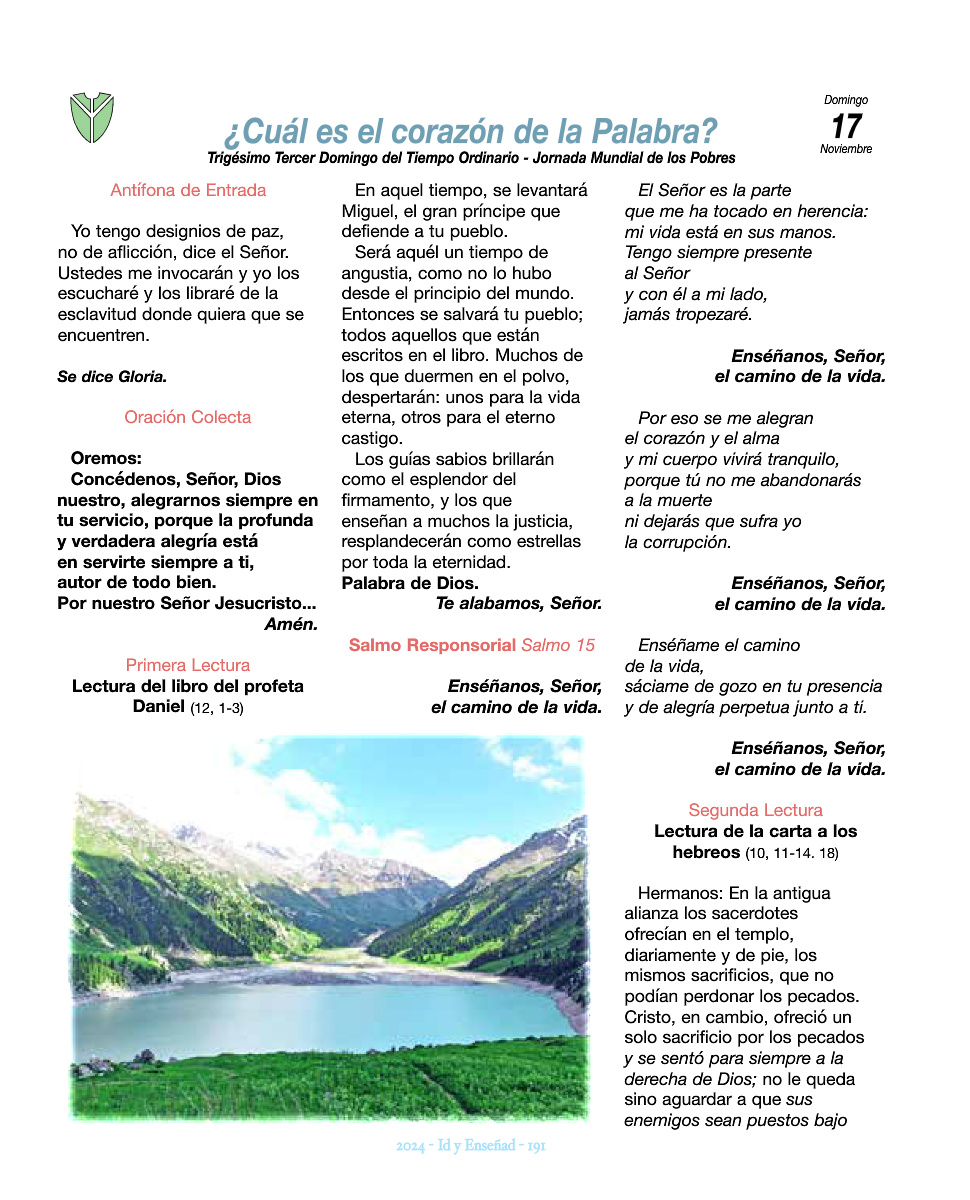 ¿Cuál es el corazón de la Palabra?
Trigésimo Tercer Domingo del Tiempo Ordinario - Jornada Mundial de los Pobres
Domingo
17
Noviembre
Antífona de Entrada
Yo tengo designios de paz,
no de aflicción, dice el Señor.
Ustedes me invocarán y yo los
escucharé y los libraré de la
esclavitud donde quiera que se
encuentren.
Se dice Gloria.
Oración Colecta
Oremos:
Concédenos, Señor, Dios
nuestro, alegrarnos siempre en
tu servicio, porque la profunda
y verdadera alegría está
en servirte siempre a ti,
autor de todo bien.
Por nuestro Señor Jesucristo...
Amén.
Primera Lectura
Lectura del libro del profeta
Daniel (12, 1-3)
En aquel tiempo, se levantará
Miguel, el gran príncipe que
defiende a tu pueblo.
Será aquél un tiempo de
angustia, como no lo hubo
desde el principio del mundo.
Entonces se salvará tu pueblo;
todos aquellos que están
escritos en el libro. Muchos de
los que duermen en el polvo,
despertarán: unos para la vida
eterna, otros para el eterno
castigo.
Los guías sabios brillarán
como el esplendor del
firmamento, y los que
enseñan a muchos la justicia,
resplandecerán como estrellas
por toda la eternidad.
Palabra de Dios.
Te alabamos, Señor.
Salmo Responsorial Salmo 15
Enséñanos, Señor,
el camino de la vida.
El Señor es la parte
que me ha tocado en herencia:
mi vida está en sus manos.
Tengo siempre presente
al Señor
y con él a mi lado,
jamás tropezaré.
Enséñanos, Señor,
el camino de la vida.
Por eso se me alegran
el corazón y el alma
y mi cuerpo vivirá tranquilo,
porque tú no me abandonarás
a la muerte
ni dejarás que sufra yo
la corrupción.
Enséñanos, Señor,
el camino de la vida.
Enséñame el camino
de la vida,
sáciame de gozo en tu presencia
y de alegría perpetua junto a ti.
Enséñanos, Señor,
el camino de la vida.
Segunda Lectura
Lectura de la carta a los
hebreos (10, 11-14. 18)
Hermanos: En la antigua
alianza los sacerdotes
ofrecían en el templo,
diariamente y de pie, los
mismos sacrificios, que no
podían perdonar los pecados.
Cristo, en cambio, ofreció un
solo sacrificio por los pecados
y se sentó para siempre a la
derecha de Dios; no le queda
sino aguardar a que sus
enemigos sean puestos bajo
2024 - Id y Enseñad - 191